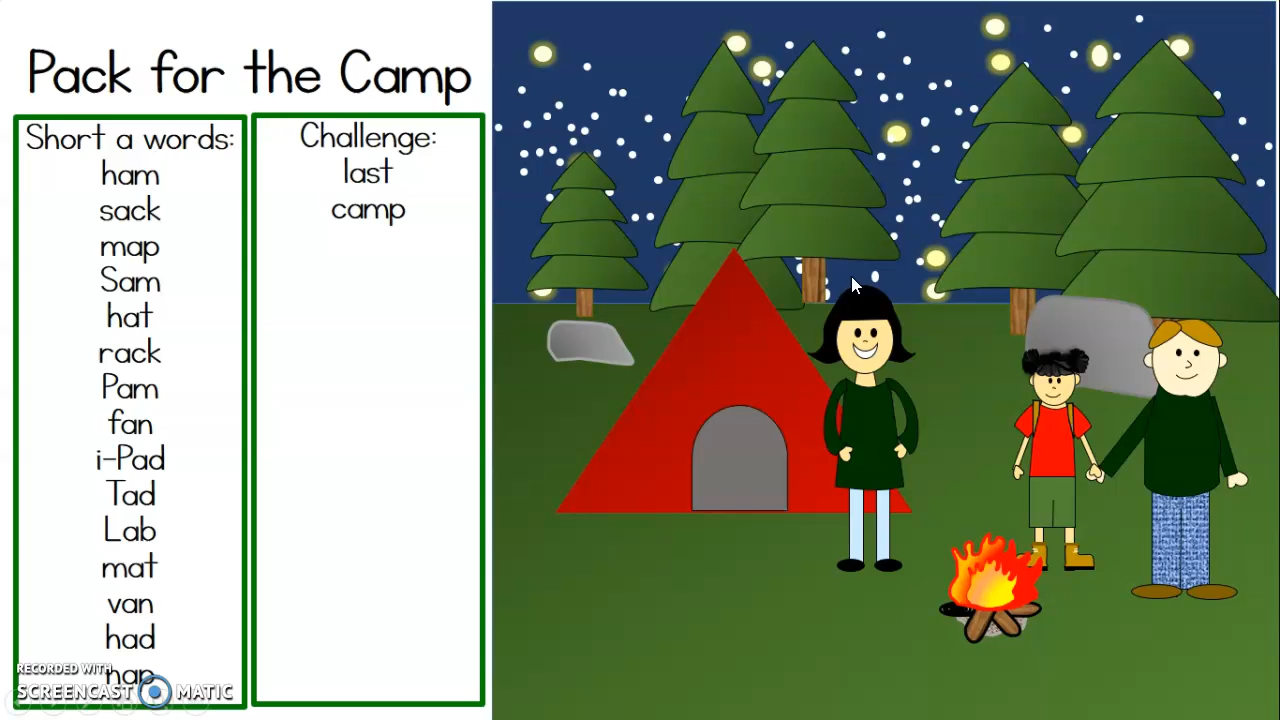 Pack for the Camp
Short a words:
ham
sack
map
Sam
hat
rack
Pam
fan
i-Pad
Tad
Lab
mat
van
had
Challenge:
last
camp
RECORDED WITH
SCREENCAST MATIC